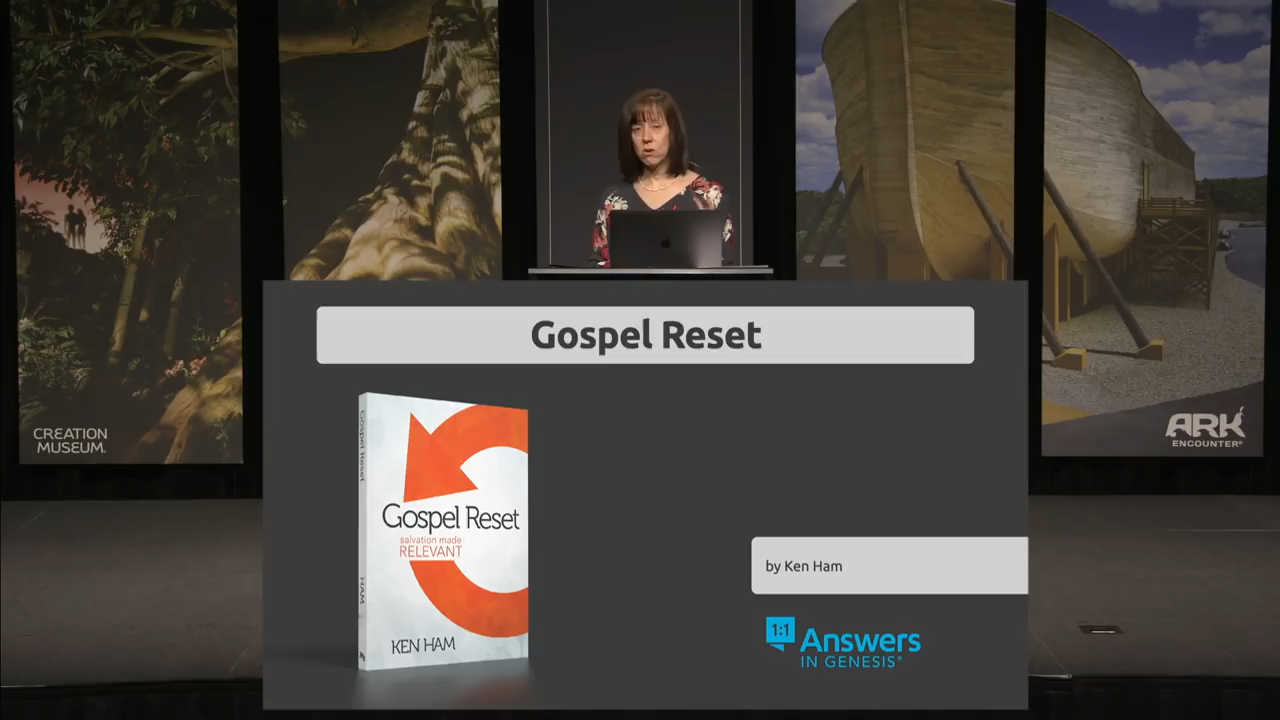 Gospel Reset
Gospel Reset
HAM
Gospel Reset
salvation made
RELEVANT
KEN HAM
by Ken Ham
1:1
Answers
IN GENESIS®
CREATION
MUSEUM®
ARK
ENCOUNTER®